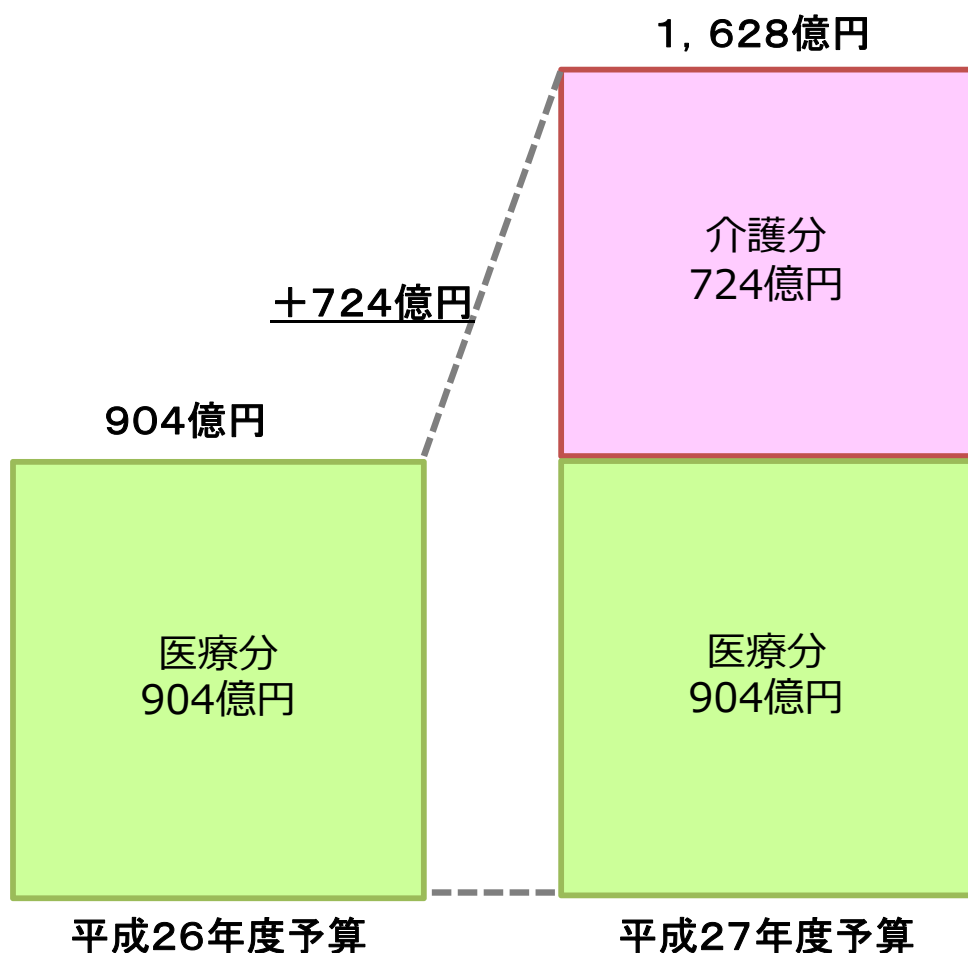 1，628億円
介護分
724億円
＋724億円
904億円
医療分
904億円
医療分
904億円
平成26年度予算
平成27年度予算